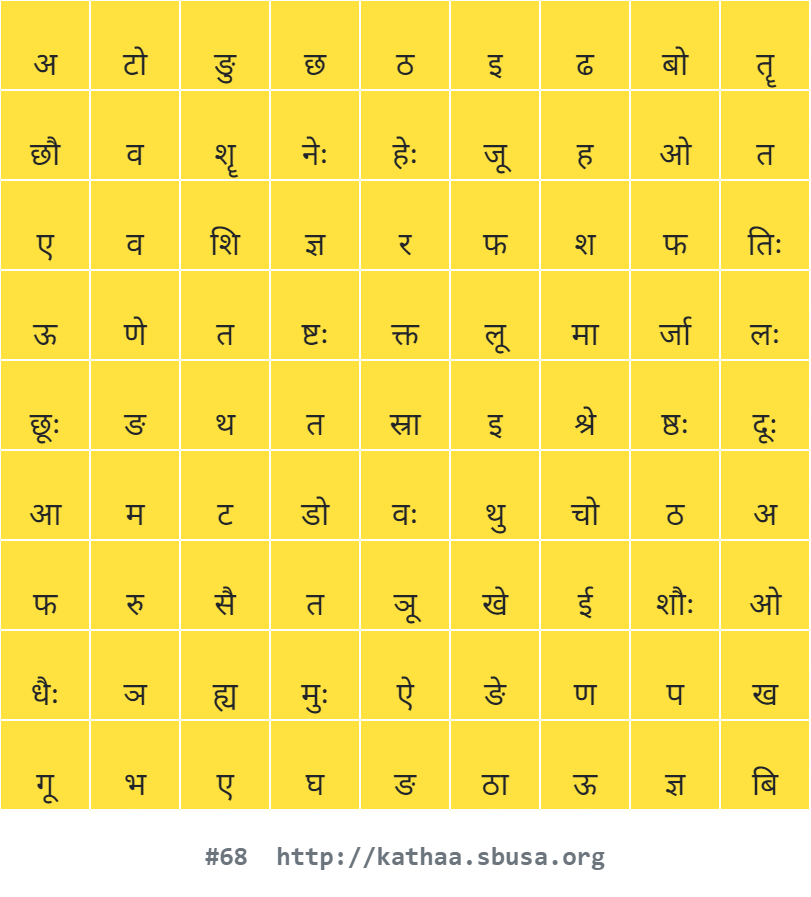 अ टो ङु छ ठ इ ढ बो तॄ
छौ व शॄ नेः हेः जू ह ओ त
ए व शि ज्ञ र फ श फ तिः
ऊ णे त ष्टः क्त लू मा र्जा लः
छूः ङ थ त स्रा इ श्रे ष्ठः दूः
आ म ट डो वः थु चो ठ अ
फ रु सै त ञू खे ई शौः ओ
धैः ञ ह्य मुः ऐ ङे ण प ख
गू भ ए घ ङ ठा ऊ ज्ञ बि
#68 http://kathaa.sbusa.org